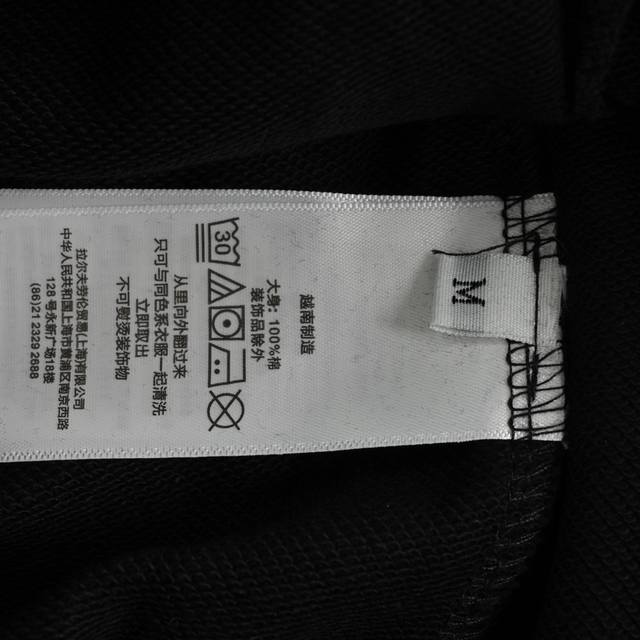 M
越南制造
大身: 100%棉
装饰品除外
30
从里向外翻过来
只可与同色系衣服一起清洗
立即取出
不可熨烫装饰物
拉尔夫劳伦贸易(上海)有限公司
中华人民共和国上海市黄浦区南京西路
128 号永新广场18楼
(86)21 2329 2888